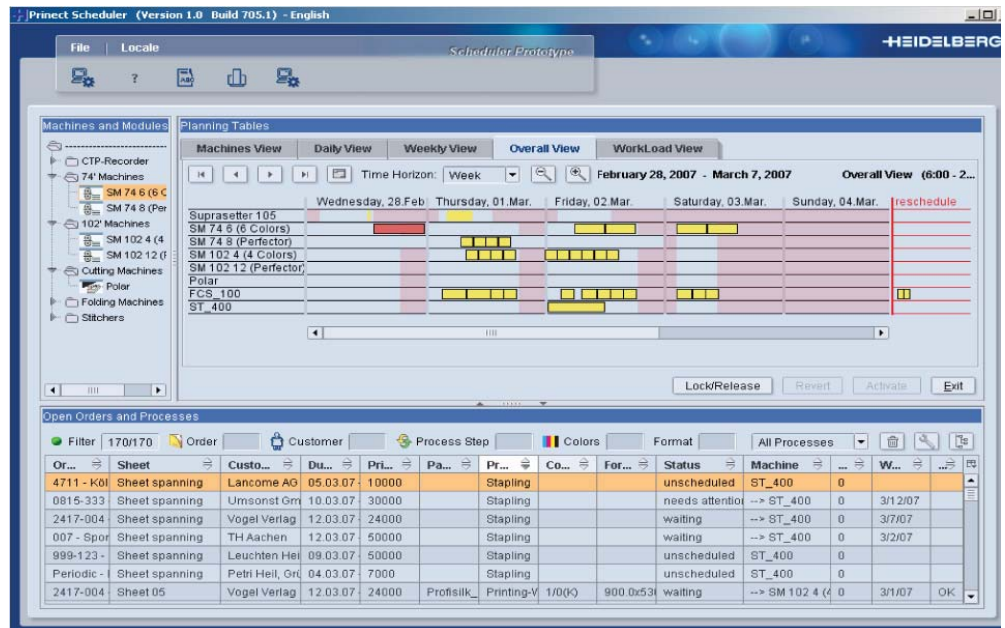 Prinect Scheduler (Version 1.0 Build 705.1) - English
File Locale
Scheduler Prototype
HEIDELBERG
?
Machines and Modules
CTP-Recorder
74' Machines
SM 74 6 (6 C
SM 74 8 (Per
102' Machines
SM 102 4 (4
SM 102 12 (F
Cutting Machines
Polar
Folding Machines
Stitchers
Planning Tables
Machines View Daily View Weekly View Overall View WorkLoad View
Time Horizon: Week February 28, 2007 - March 7, 2007 Overall View (6:00 - 2...
Wednesday, 28.Feb Thursday, 01.Mar. Friday, 02.Mar. Saturday, 03.Mar. Sunday, 04.Mar. reschedule
Suprasetter 105
SM 74 6 (6 Colors)
SM 74 8 (Perfector)
SM 102 4 (4 Colors)
SM 102 12 (Perfector)
Polar
FCS_100
ST_400
Lock/Release Revert Activate Exit
Open Orders and Processes
Filter 170/170 Order Customer Process Step Colors Format All Processes
Or... Sheet Custo... Du... Pri... Pa... Pr... Co... For... Status Machine ... W... ...
4711 - Köl Sheet spanning Lancome AG 05.03.07 10000 Stapling unscheduled ST_400 0
0815-333 Sheet spanning Umsonst Gm 10.03.07 30000 Stapling needs attentio --> ST_400 0 3/12/07
2417-004 Sheet spanning Vogel Verlag 12.03.07 24000 Stapling waiting --> ST_400 0 3/7/07
007 - Spor Sheet spanning TH Aachen 12.03.07 50000 Stapling waiting --> ST_400 0 3/2/07
999-123 - Sheet spanning Leuchten Hei 09.03.07 50000 Stapling unscheduled ST_400 0
Periodic - Sheet spanning Petri Heil, Grü 04.03.07 7000 Stapling unscheduled ST_400 0
2417-004 Sheet 05 Vogel Verlag 12.03.07 24000 Profisilk_ Printing-V 1/0(K) 900.0x53 waiting --> SM 102 4 (4 0 3/1/07 OK